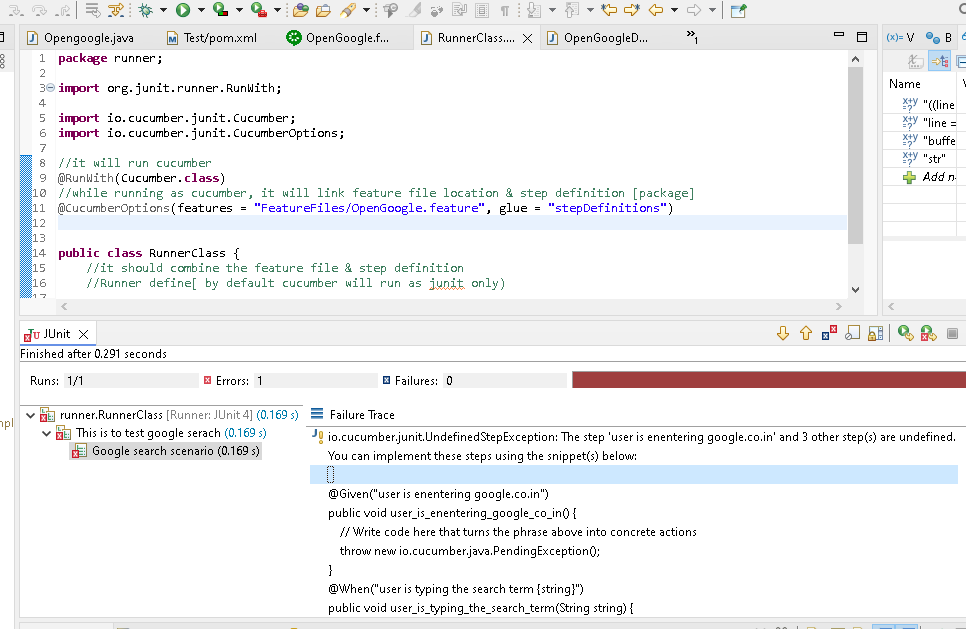 Opengoogle.java
Test/pom.xml
OpenGoogle.f...
RunnerClass....
OpenGoogleD...
»1
(x)= V
B
1 package runner;
2
3 import org.junit.runner.RunWith;
4
5 import io.cucumber.junit.Cucumber;
6 import io.cucumber.junit.CucumberOptions;
7
8 //it will run cucumber
9 @RunWith(Cucumber.class)
10 //while running as cucumber, it will link feature file location & step definition [package]
11 @CucumberOptions(features = "FeatureFiles/OpenGoogle.feature", glue = "stepDefinitions")
12
13
14 public class RunnerClass {
15 //it should combine the feature file & step definition
16 //Runner define[ by default cucumber will run as junit only)
17
Name
"((line
"line =
"buffe
"str"
Add n
JUnit
Finished after 0.291 seconds
Runs: 1/1
Errors: 1
Failures: 0
runner.RunnerClass [Runner: JUnit 4] (0.169 s)
This is to test google serach (0.169 s)
Google search scenario (0.169 s)
Failure Trace
io.cucumber.junit.UndefinedStepException: The step 'user is enentering google.co.in' and 3 other step(s) are undefined.
You can implement these steps using the snippet(s) below:
@Given("user is enentering google.co.in")
public void user_is_enentering_google_co_in() {
// Write code here that turns the phrase above into concrete actions
throw new io.cucumber.java.PendingException();
}
@When("user is typing the search term {string}")
public void user_is_typing_the_search_term(String string) {